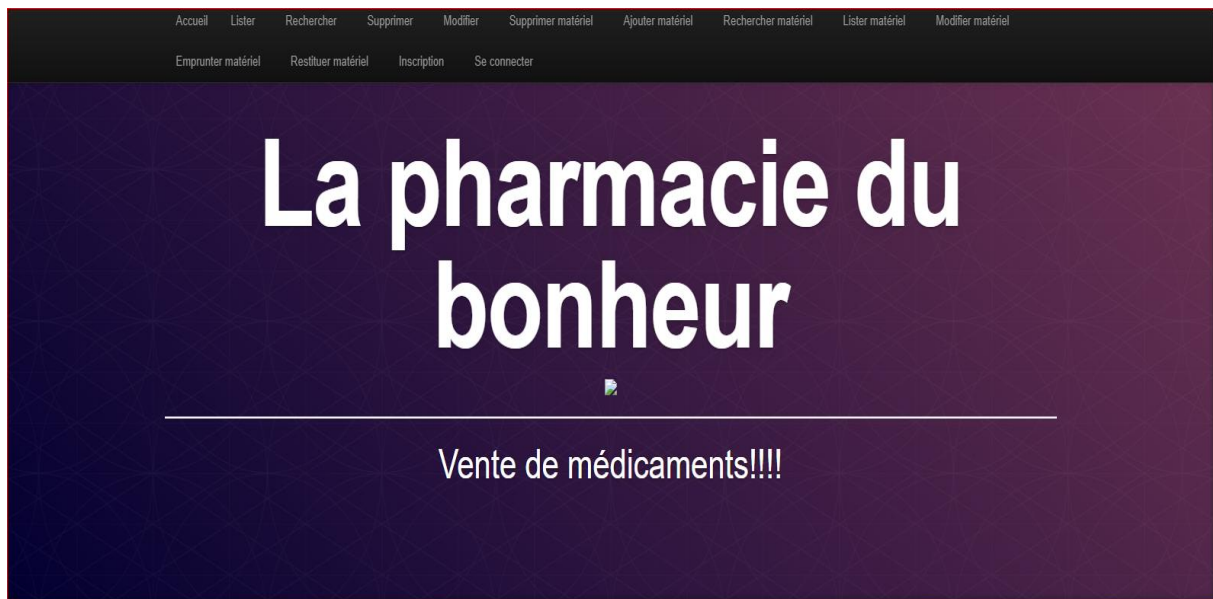 Accueil Lister Rechercher Supprimer Modifier Supprimer matériel Ajouter matériel Rechercher matériel Lister matériel Modifier matériel
Emprunter matériel Restituer matériel Inscription Se connecter
La pharmacie du
bonheur
Vente de médicaments!!!!